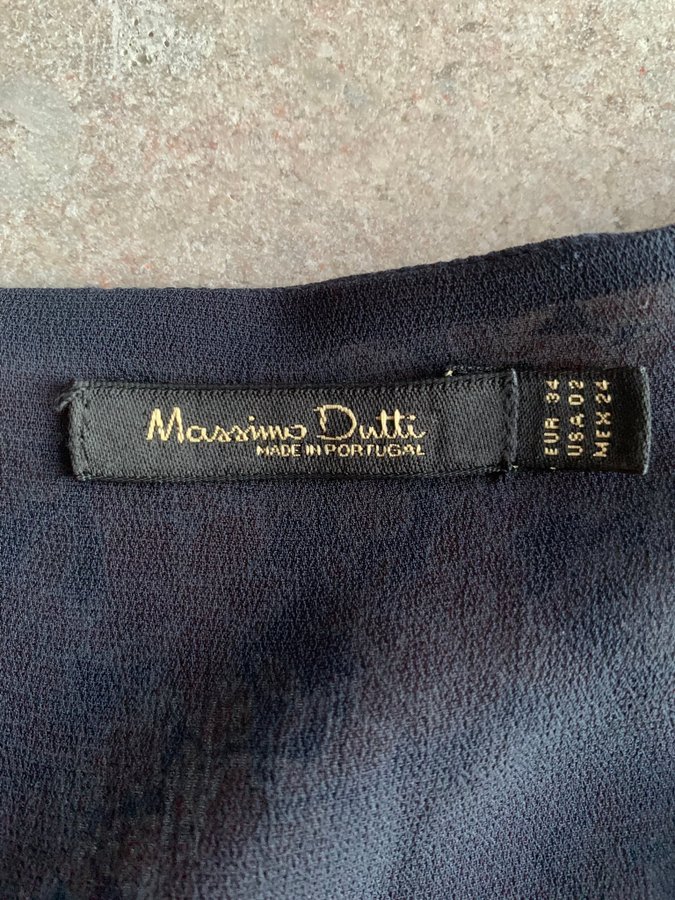 Massimo Dutti
MADE IN PORTUGAL
EUR 34
USA 02
MEX 24